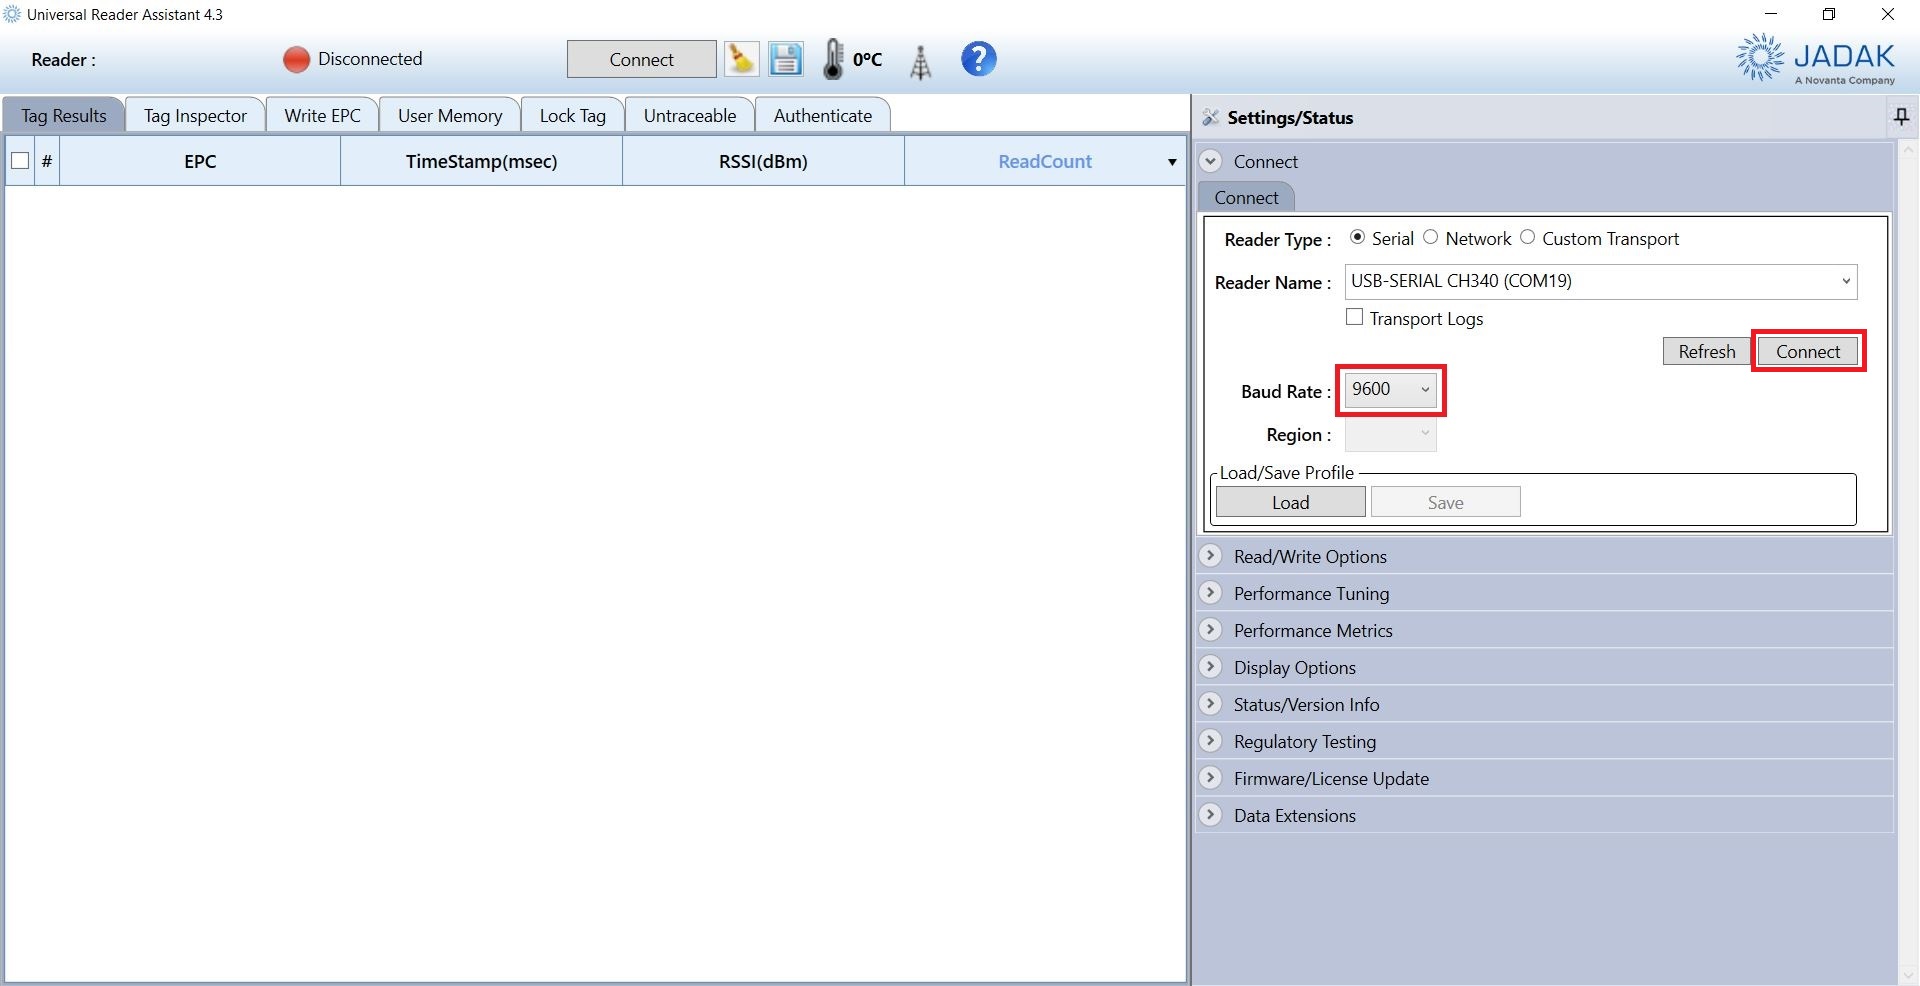 Universal Reader Assistant 4.3
Reader : Disconnected Connect 0°C ? JADAK
A Novanta Company
Tag Results Tag Inspector Write EPC User Memory Lock Tag Untraceable Authenticate
# EPC TimeStamp(msec) RSSI(dBm) ReadCount
Settings/Status
Connect
Connect
Reader Type : Serial Network Custom Transport
Reader Name : USB-SERIAL CH340 (COM19)
Transport Logs
Refresh Connect
Baud Rate : 9600
Region :
Load/Save Profile
Load Save
Read/Write Options
Performance Tuning
Performance Metrics
Display Options
Status/Version Info
Regulatory Testing
Firmware/License Update
Data Extensions